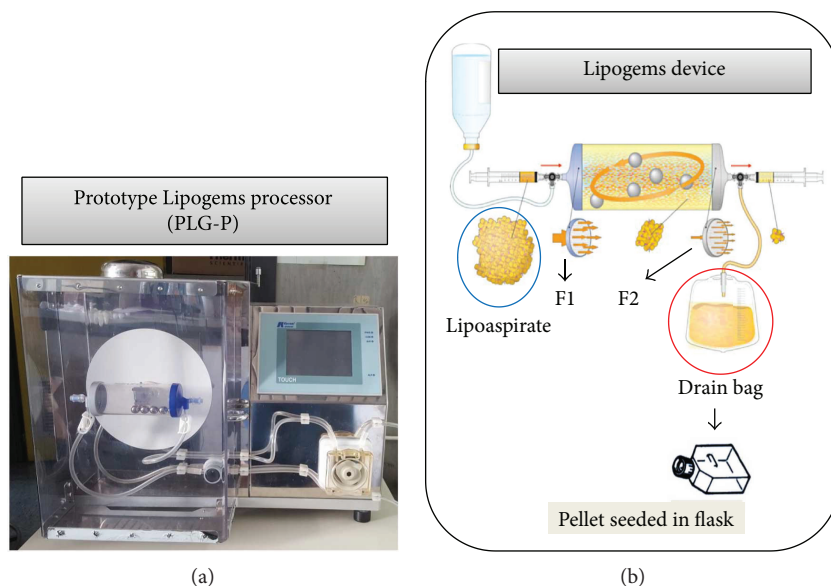 Prototype Lipogems processor
(PLG-P)
TOUCH
(a)
Lipogems device
Lipoaspirate
F1
F2
Drain bag
Pellet seeded in flask
(b)